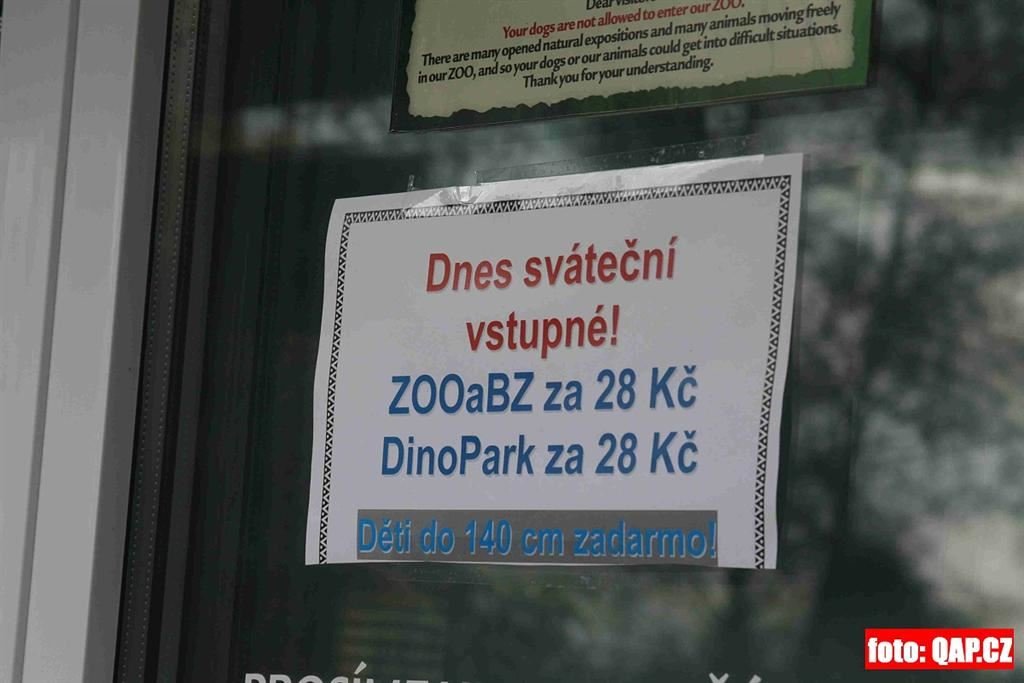 Your dogs are not allowed to enter our ZOO.
There are many opened natural expositions and many animals moving freely
in our ZOO, and so your dogs or our animals could get into difficult situations.
Thank you for your understanding.
Dnes sváteční
vstupné!
ZOOaBZ za 28 Kč
DinoPark za 28 Kč
Děti do 140 cm zadarmo!
foto: QAP.CZ